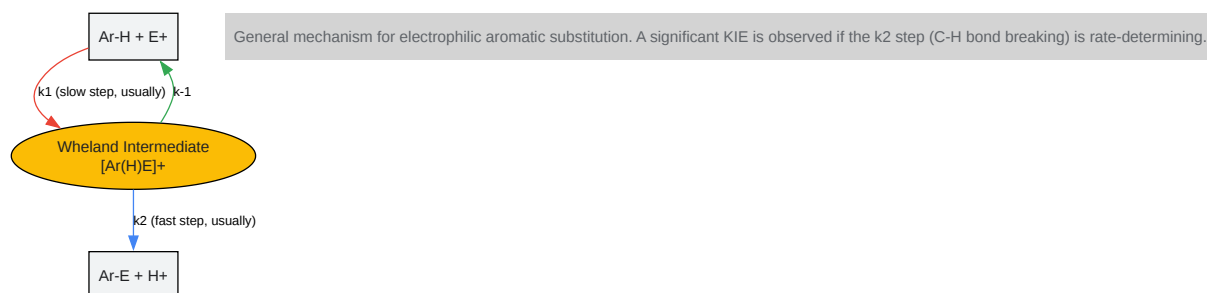 Ar-H + E+
General mechanism for electrophilic aromatic substitution. A significant KIE is observed if the k2 step (C-H bond breaking) is rate-determining.
k1 (slow step, usually)
k-1
Wheland Intermediate
[Ar(H)E]+
k2 (fast step, usually)
Ar-E + H+